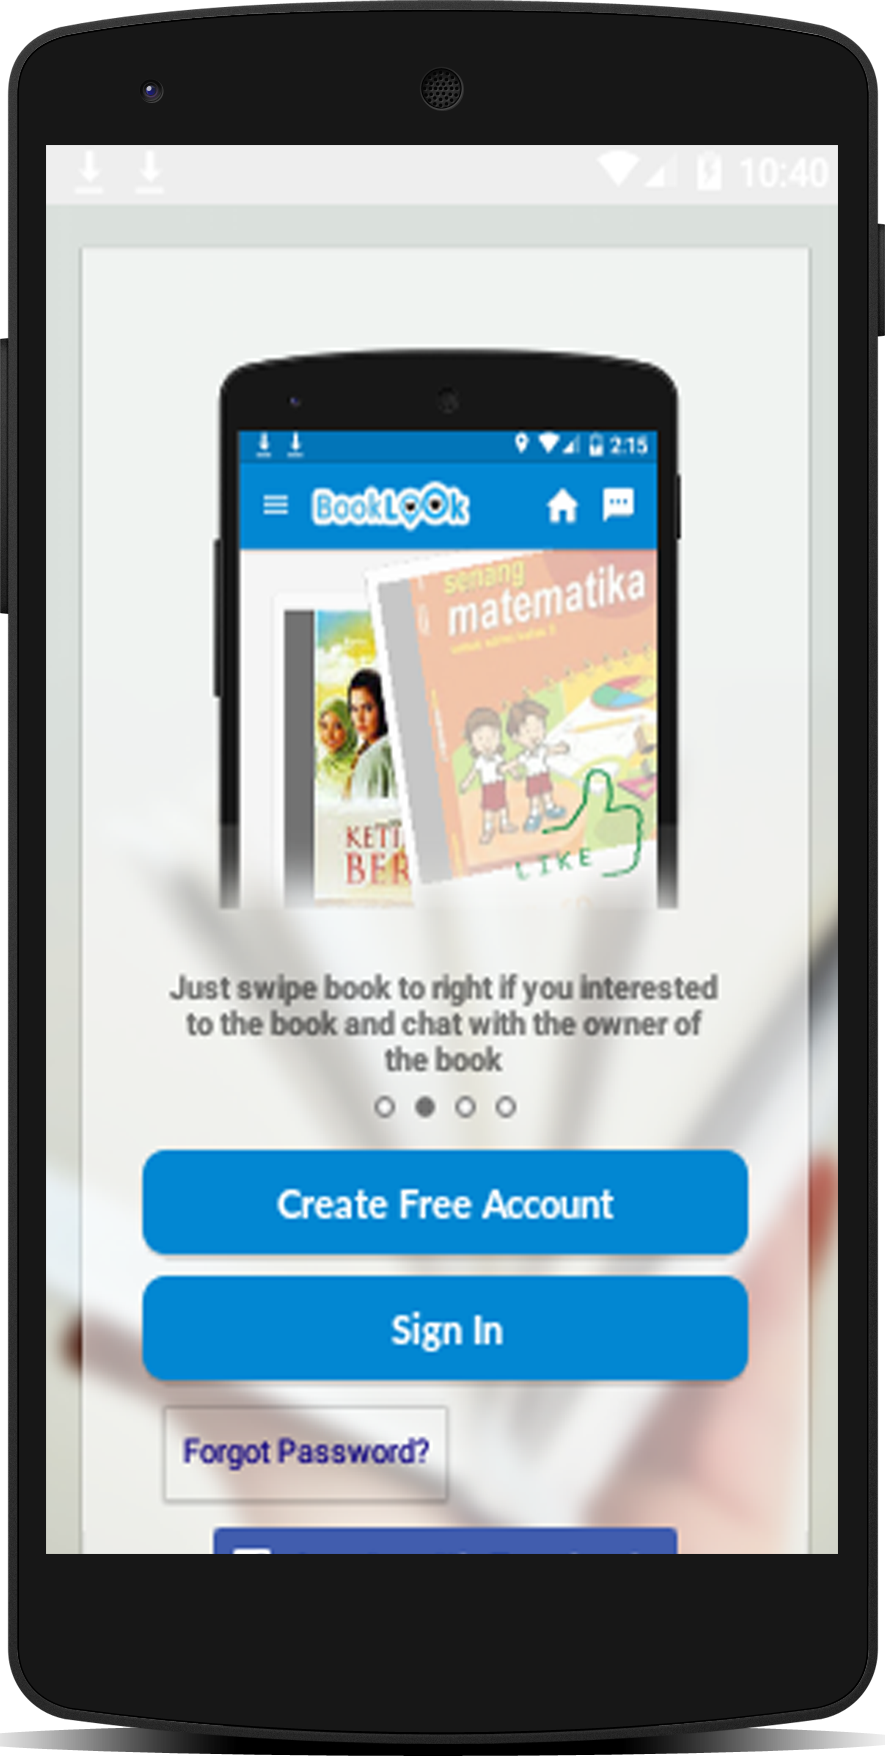 10:40
2:15
BookLOOk
senang
matematika
KETI
BER
LIKE
Just swipe book to right if you interested
to the book and chat with the owner of
the book
Create Free Account
Sign In
Forgot Password?